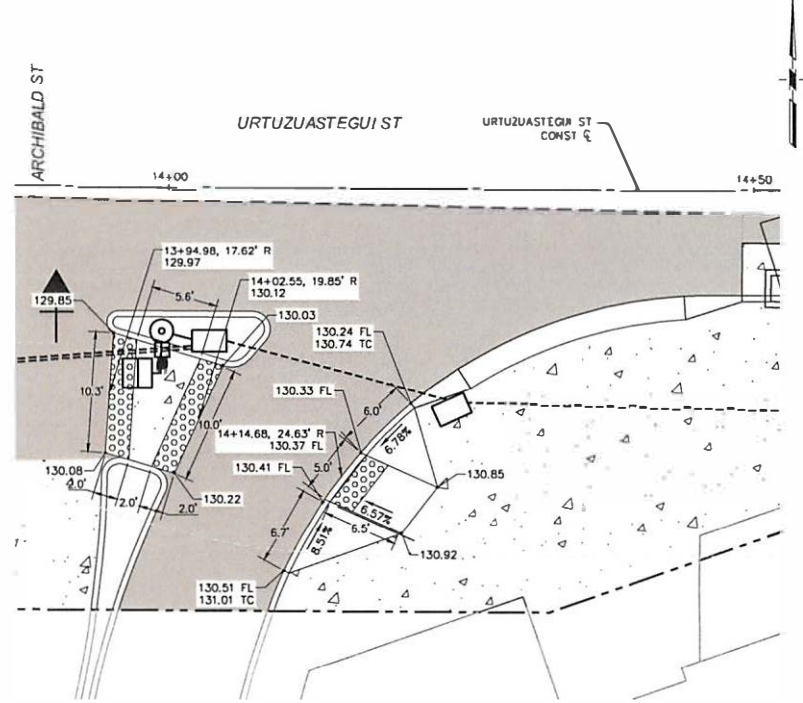 ARCHIBALD ST
URTUZUASTEGUI ST
URTUZUASTEGUI ST
CONST ℄
14+00
14+50
N
13+94.98, 17.62' R
129.97
14+02.55, 19.85' R
130.12
129.85
5.6'
130.03
130.24 FL
130.74 TC
10.3'
10.0'
130.33 FL
6.0'
14+14.68, 24.63' R
130.37 FL
6.78%
130.41 FL
5.0'
130.85
130.08
2.0'
2.0'
2.0'
130.22
6.57%
6.5'
6.7'
8.51%
130.92
130.51 FL
131.01 TC